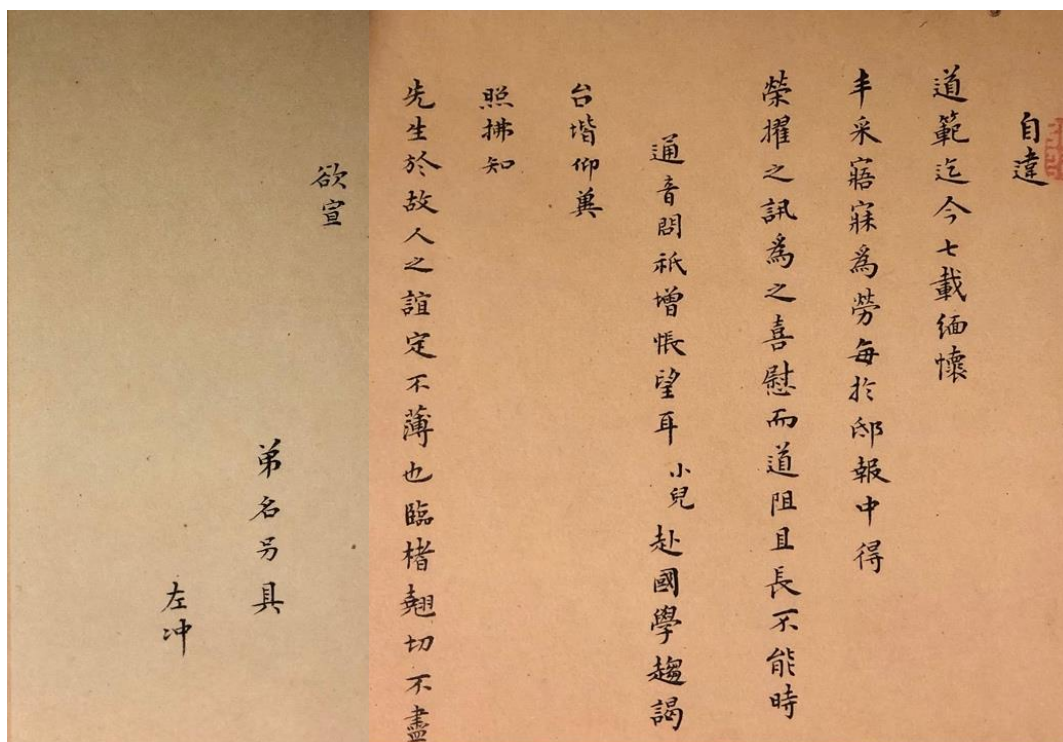 自違
道範迄今七載緬懷
丰采寤寐為勞每於邸報中得
榮擢之訊為之喜慰而道阻且長不能時
通音問祇增悵望耳小兒赴國學趨謁
台堦仰兾
照拂知
先生於故人之誼定不薄也臨楮翹切不盡
欲宣
弟名另具
左冲